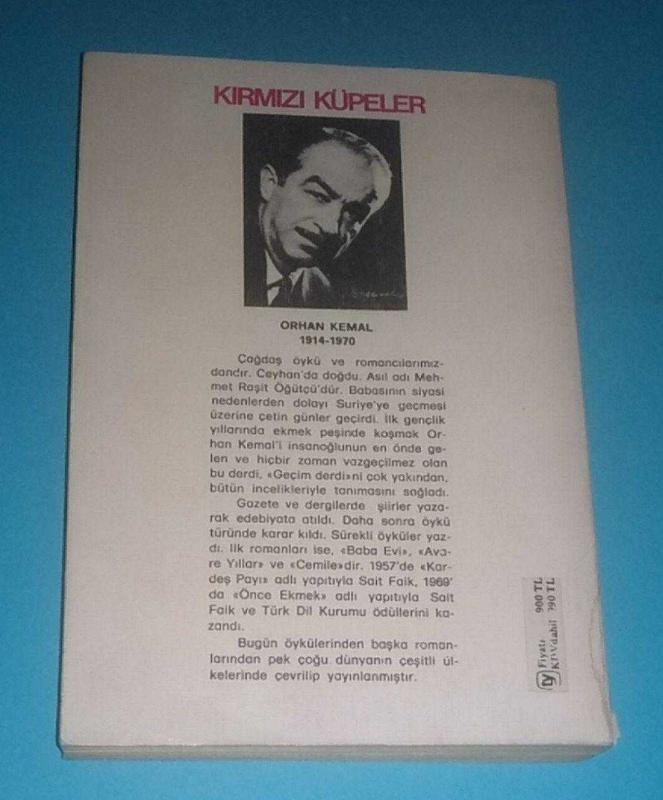 KIRMIZI KÜPELER
ORHAN KEMAL
1914-1970
Çağdaş öykü ve romancılarımız-
dandır. Ceyhan'da doğdu. Asıl adı Meh-
met Raşit Öğütçü'dür. Babasının siyasi
nedenlerden dolayı Suriye'ye geçmesi
üzerine çetin günler geçirdi. İlk gençlik
yıllarında ekmek peşinde koşmak Or-
han Kemal'i insanoğlunun en önde ge-
len ve hiçbir zaman vazgeçilmez olan
bu derdi, «Geçim derdi»ni çok yakından,
bütün incelikleriyle tanımasını sağladı.
Gazete ve dergilerde şiirler yaza-
rak edebiyata atıldı. Daha sonra öykü
türünde karar kıldı. Sürekli öyküler yaz-
dı. İlk romanları ise, «Baba Evi», «Ava-
re Yıllar» ve «Cemile»dir. 1957'de «Kar-
deş Payı» adlı yapıtıyla Sait Faik, 1969'
da «Önce Ekmek» adlı yapıtıyla Sait
Faik ve Türk Dil Kurumu ödüllerini ka-
zandı.
Bugün öykülerinden başka roman-
larından pek çoğu dünyanın çeşitli ül-
kelerinde çevrilip yayınlanmıştır.
ty
Fiyatı 900 TL
KDV dahil 990 TL